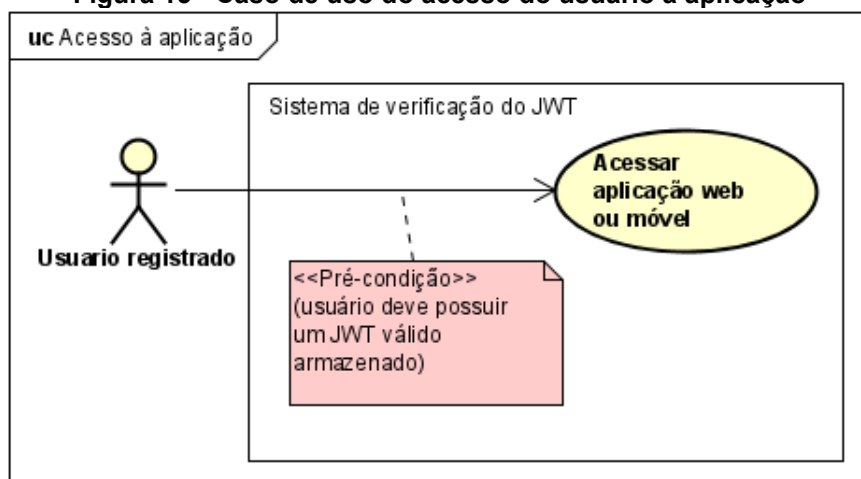 uc Acesso à aplicação
Sistema de verificação do JWT
Acessar
aplicação web
ou móvel
Usuario registrado
<<Pré-condição>>
(usuário deve possuir
um JWT válido
armazenado)